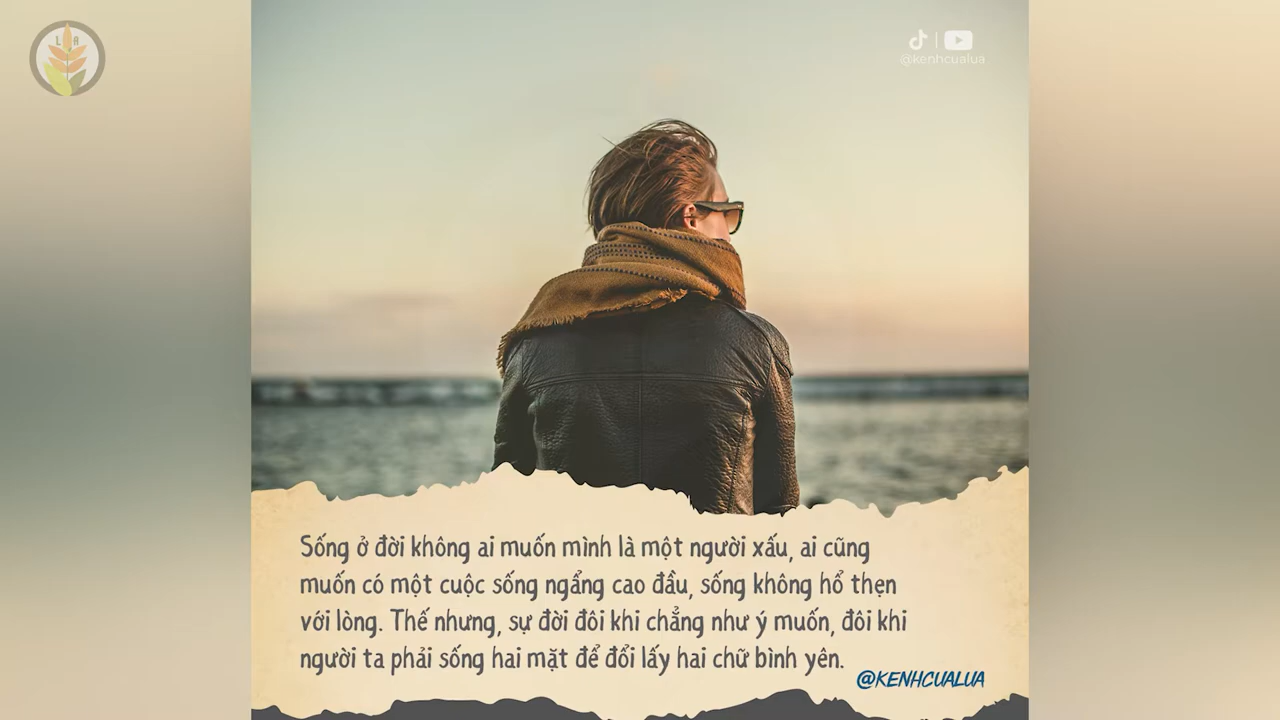 L A
@kenhcualua
Sống ở đời không ai muốn mình là một người xấu, ai cũng
muốn có một cuộc sống ngẩng cao đầu, sống không hổ thẹn
với lòng. Thế nhưng, sự đời đôi khi chẳng như ý muốn, đôi khi
người ta phải sống hai mặt để đổi lấy hai chữ bình yên.
@KENHCUALUA